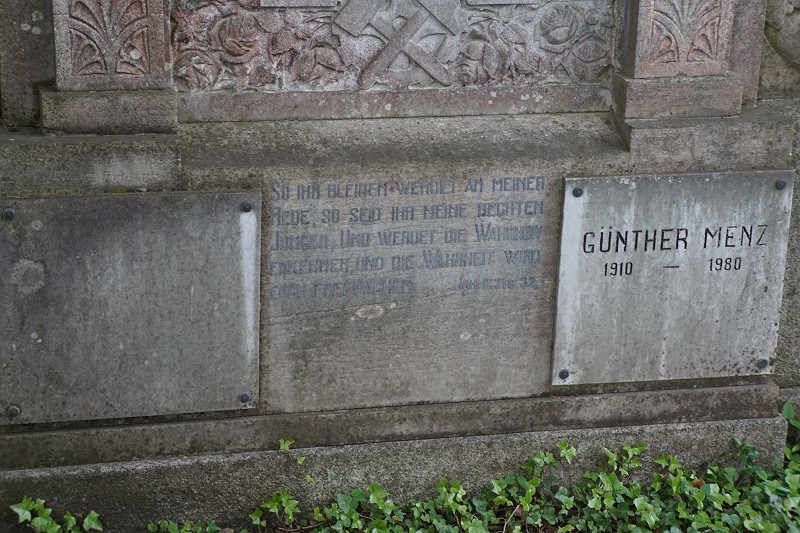 So ihr bleiben werdet an meiner
Rede, so seid ihr meine rechten
Jünger. Und werdet die Wahrheit
erkennen und die Wahrheit wird
euch frei machen. 32.
GÜNTHER MENZ
1910 — 1980